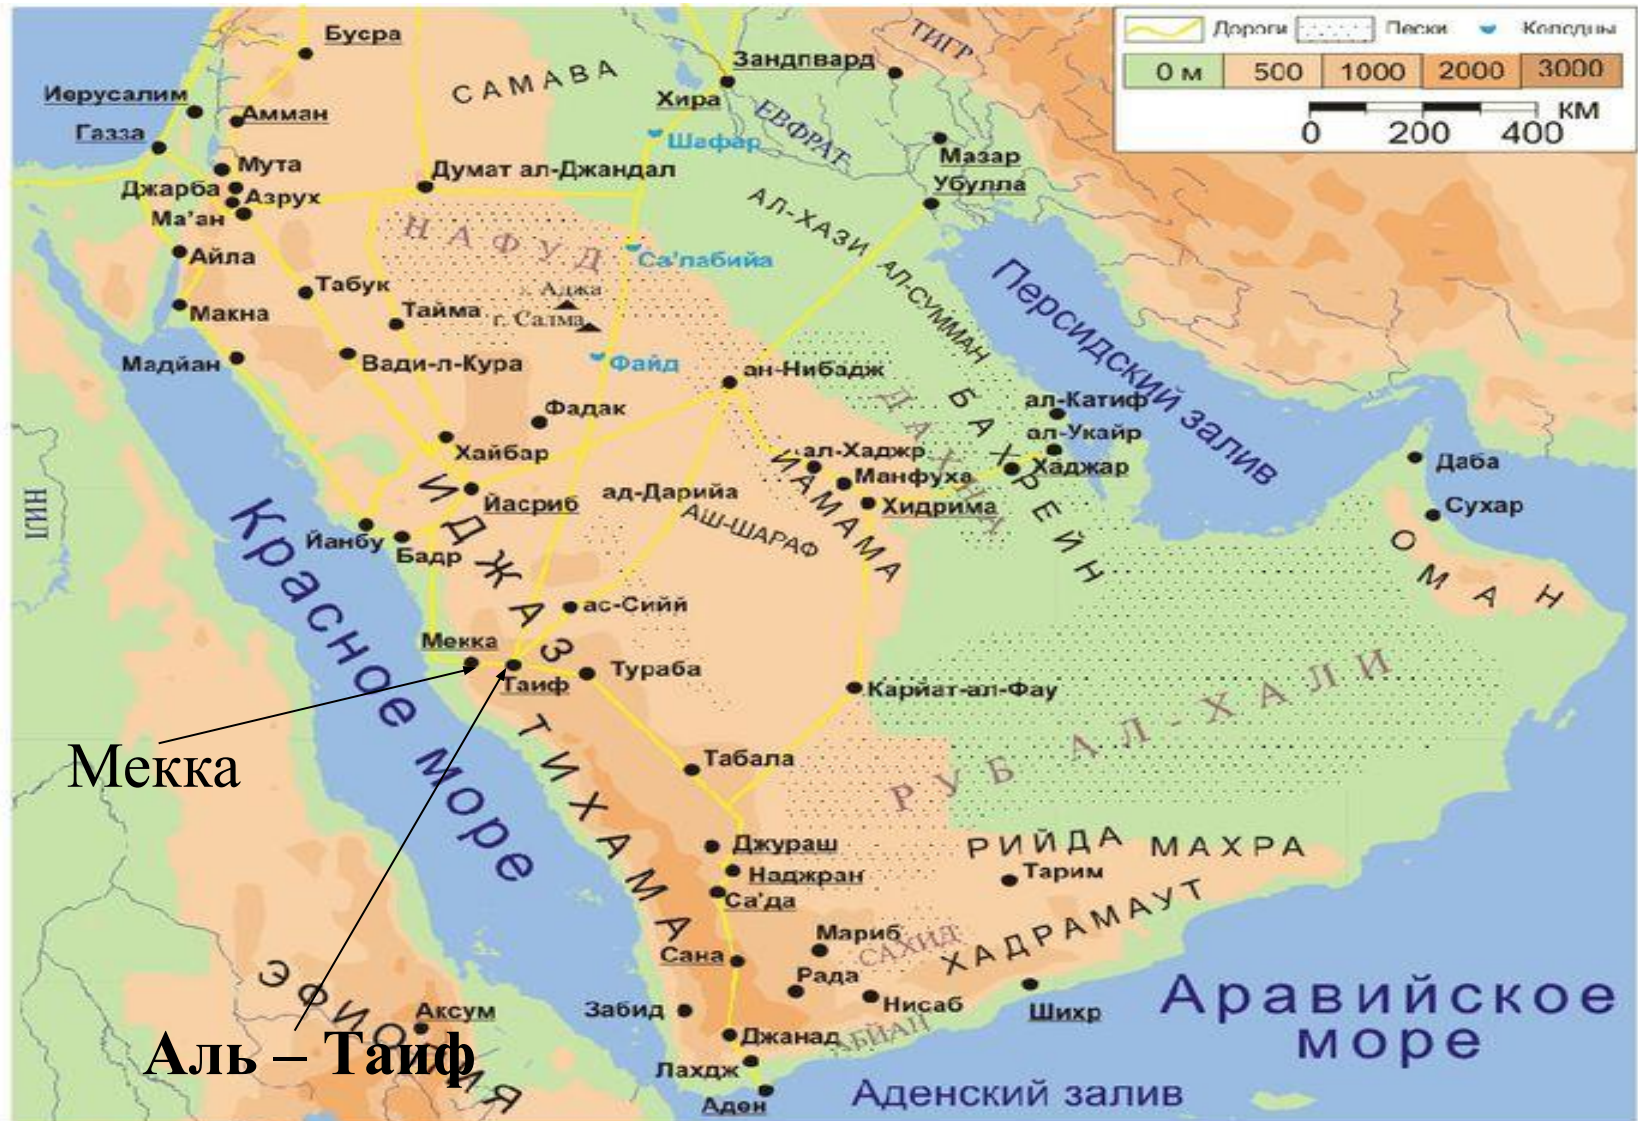 Дороги Пески Колодцы
0 м 500 1000 2000 3000
КМ
0 200 400
Бусра
САМАВА
Зандпвард
ТИГР
Иерусалим
Амман
Хира
ЕВФРАТ
Газза
Шафар
Мазар
Мута
Думат ал-Джандал
Убулла
Джарба
Азрух
Ма’ан
АЛ-ХАЗИ
НАФУД
Айла
Са’лабийа
АЛ-СУММАН
Персидский залив
Табук
г. Аджа
Макна
Тайма
г. Салма
Мадйан
Вади-л-Кура
Файд
ан-Нибадж
ДАХНА
БАХРЕЙН
ал-Катиф
Фадак
ал-Укайр
Хайбар
ал-Хаджр
Хаджар
Даба
ИДЖАЗ
Манфуха
Йасриб
ад-Дарийа
ЙАМАМА
Хидрима
Сухар
НИЛ
АШ-ШАРАФ
Йанбу
Бадр
ОМАН
Красное море
ас-Сийй
Мекка
Таиф
Тураба
Карйат-ал-Фау
РУБ АЛ-ХАЛИ
ТИХАМА
Мекка
Табала
Джураш
РИЙДА
МАХРА
Наджран
Тарим
Са’да
Мариб
САХИД
ХАДРАМАУТ
Сана
Рада
Аравийское
море
ЭФИОПИЯ
Аксум
Забид
Нисаб
Шихр
Аль – Таиф
Джанад
АБЙАН
Лахдж
Аден
Аденский залив